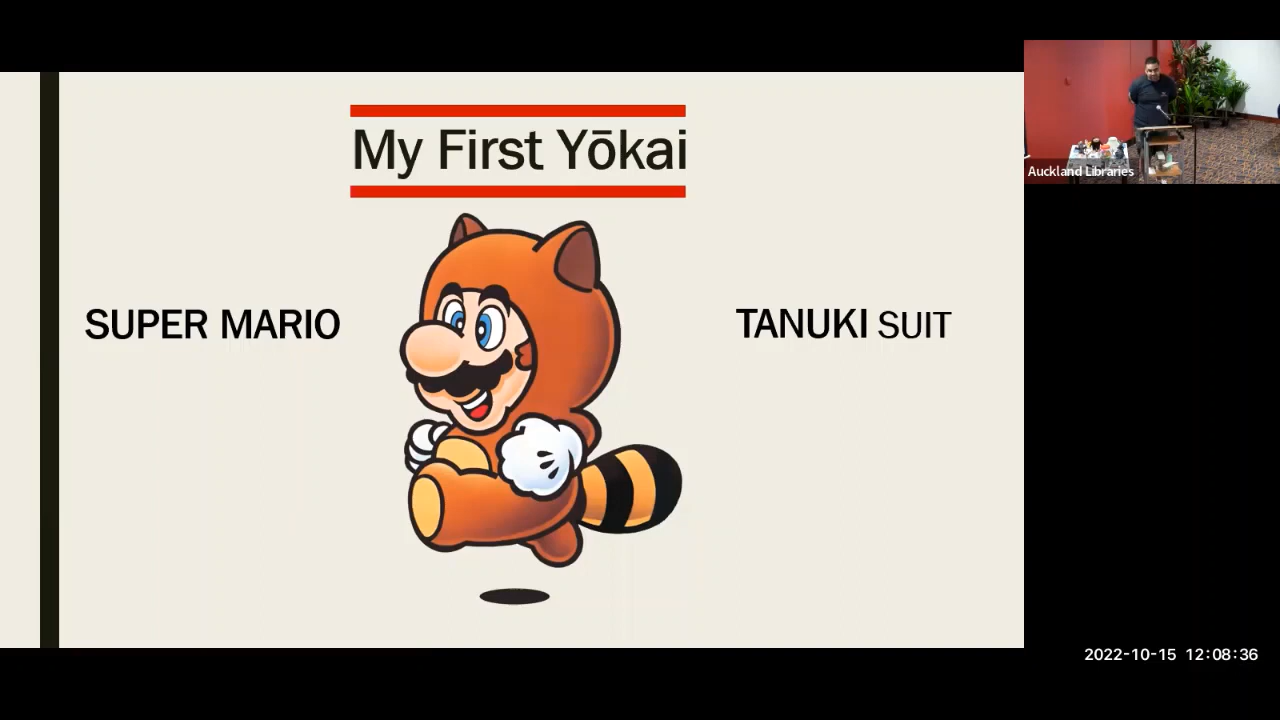 My First Yōkai
SUPER MARIO
TANUKI SUIT
Auckland Libraries
2022-10-15 12:08:36